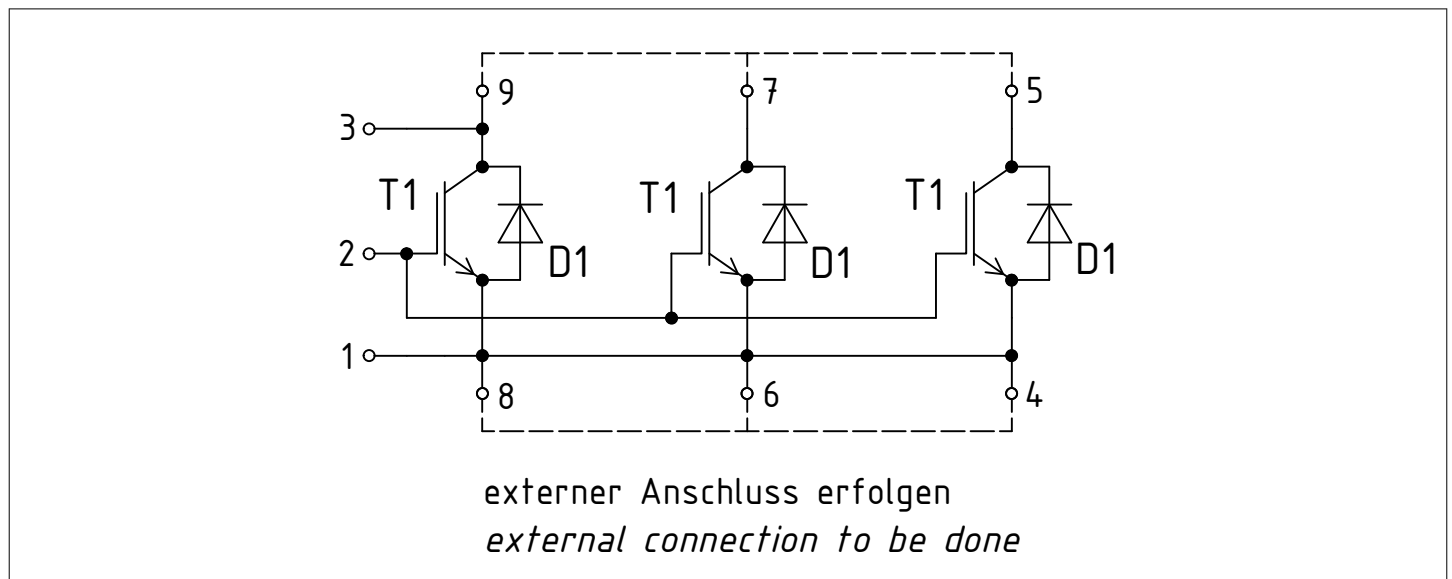 9 7 5
3
T1 T1 T1
2
D1 D1 D1
1
8 6 4
externer Anschluss erfolgen
external connection to be done